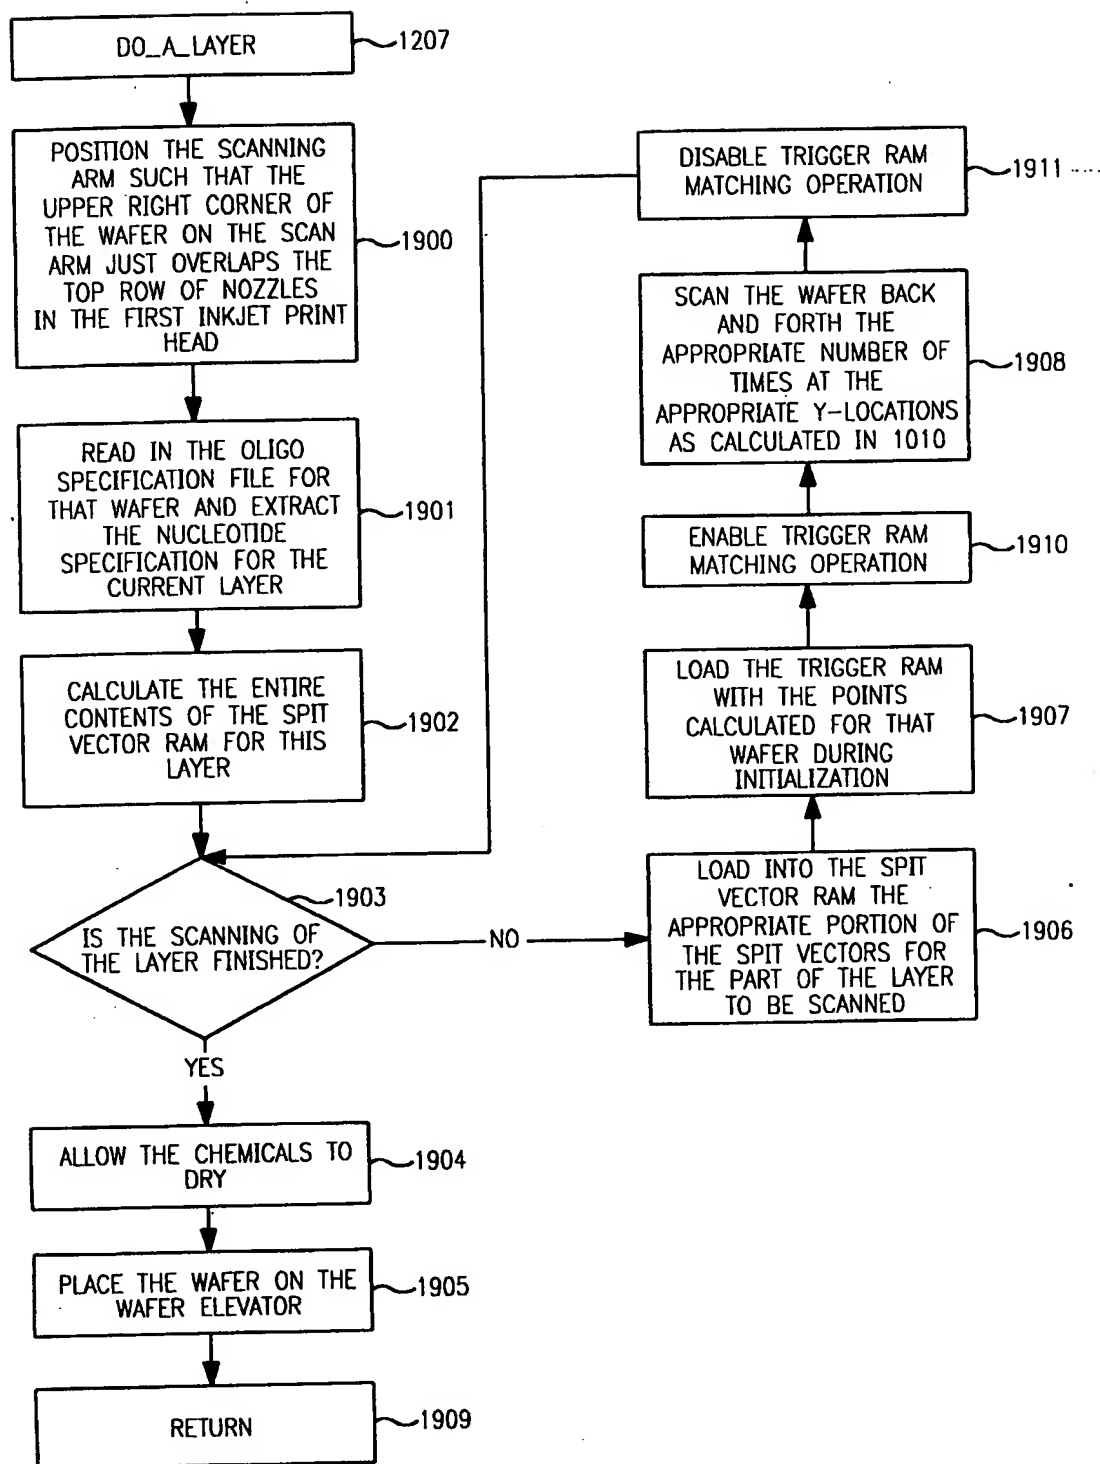 DO_A_LAYER
1207
POSITION THE SCANNING
ARM SUCH THAT THE
UPPER RIGHT CORNER OF
THE WAFER ON THE SCAN
ARM JUST OVERLAPS THE
TOP ROW OF NOZZLES
IN THE FIRST INKJET PRINT
HEAD
1900
READ IN THE OLIGO
SPECIFICATION FILE FOR
THAT WAFER AND EXTRACT
THE NUCLEOTIDE
SPECIFICATION FOR THE
CURRENT LAYER
1901
CALCULATE THE ENTIRE
CONTENTS OF THE SPIT
VECTOR RAM FOR THIS
LAYER
1902
1903
IS THE SCANNING OF
THE LAYER FINISHED?
NO
YES
ALLOW THE CHEMICALS TO
DRY
1904
PLACE THE WAFER ON THE
WAFER ELEVATOR
1905
RETURN
1909
DISABLE TRIGGER RAM
MATCHING OPERATION
1911
SCAN THE WAFER BACK
AND FORTH THE
APPROPRIATE NUMBER OF
TIMES AT THE
APPROPRIATE Y-LOCATIONS
AS CALCULATED IN 1010
1908
ENABLE TRIGGER RAM
MATCHING OPERATION
1910
LOAD THE TRIGGER RAM
WITH THE POINTS
CALCULATED FOR THAT
WAFER DURING
INITIALIZATION
1907
LOAD INTO THE SPIT
VECTOR RAM THE
APPROPRIATE PORTION OF
THE SPIT VECTORS FOR
THE PART OF THE LAYER
TO BE SCANNED
1906